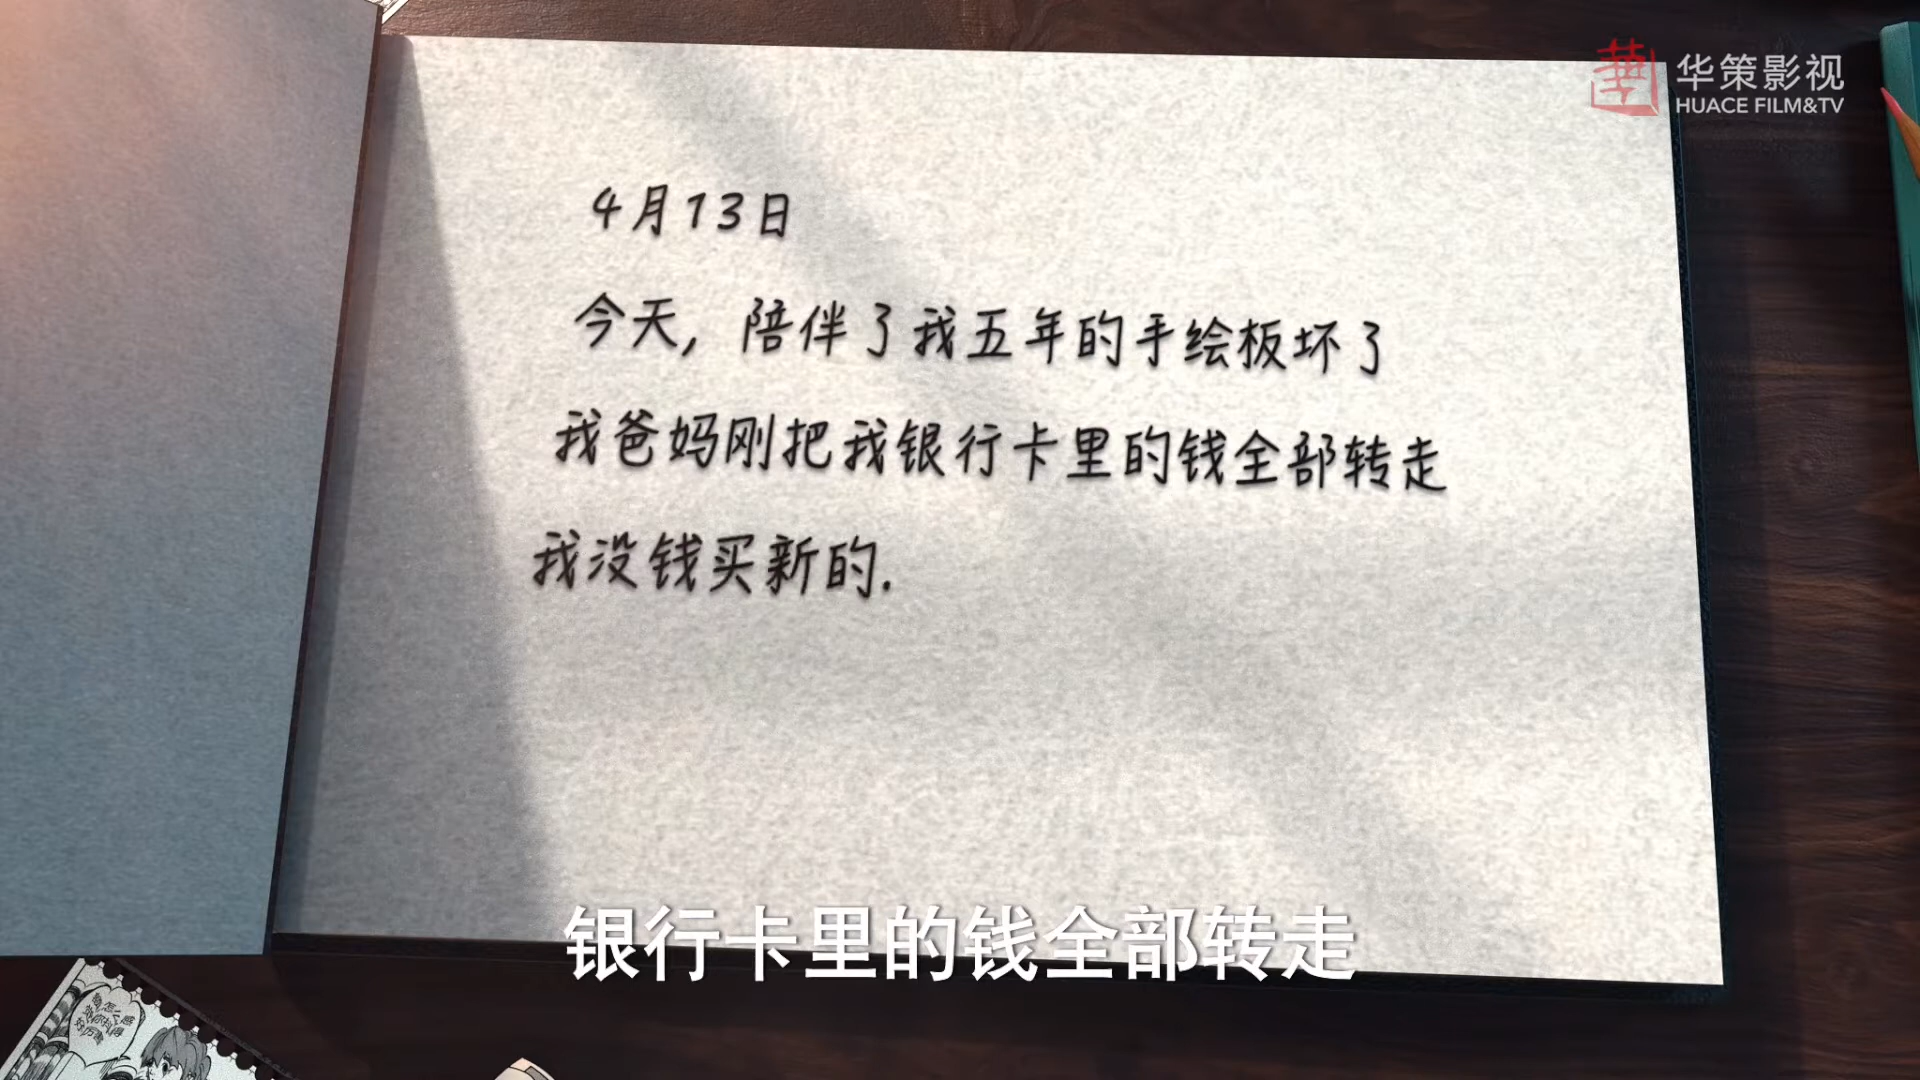 华策影视
HUACE FILM&TV
4月13日
今天，陪伴了我五年的手绘板坏了
我爸妈刚把我银行卡里的钱全部转走
我没钱买新的.
银行卡里的钱全部转走